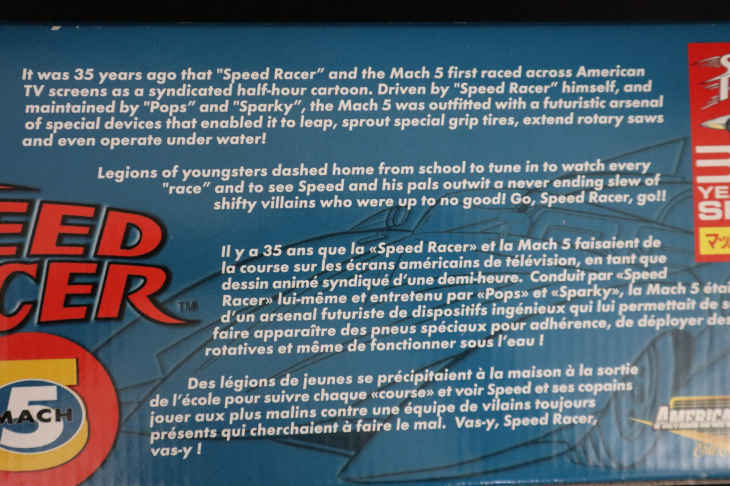 It was 35 years ago that "Speed Racer" and the Mach 5 first raced across American
TV screens as a syndicated half-hour cartoon. Driven by "Speed Racer" himself, and
maintained by "Pops" and "Sparky", the Mach 5 was outfitted with a futuristic arsenal
of special devices that enabled it to leap, sprout special grip tires, extend rotary saws
and even operate under water!
Legions of youngsters dashed home from school to tune in to watch every
"race" and to see Speed and his pals outwit a never ending slew of
shifty villains who were up to no good! Go, Speed Racer, go!!
Il y a 35 ans que la «Speed Racer» et la Mach 5 faisaient de
la course sur les écrans américains de télévision, en tant que
dessin animé syndiqué d'une demi-heure. Conduit par «Speed
Racer» lui-même et entretenu par «Pops» et «Sparky», la Mach 5 étai
d'un arsenal futuriste de dispositifs ingénieux qui lui permettait de s
faire apparaître des pneus spéciaux pour adhérence, de déployer des
rotatives et même de fonctionner sous l'eau !
Des légions de jeunes se précipitaient à la maison à la sortie
de l'école pour suivre chaque «course» et voir Speed et ses copains
jouer aux plus malins contre une équipe de vilains toujours
présents qui cherchaient à faire le mal. Vas-y, Speed Racer,
vas-y !
EED
CER™
MACH
5
YE
S
マッ
AMERICA